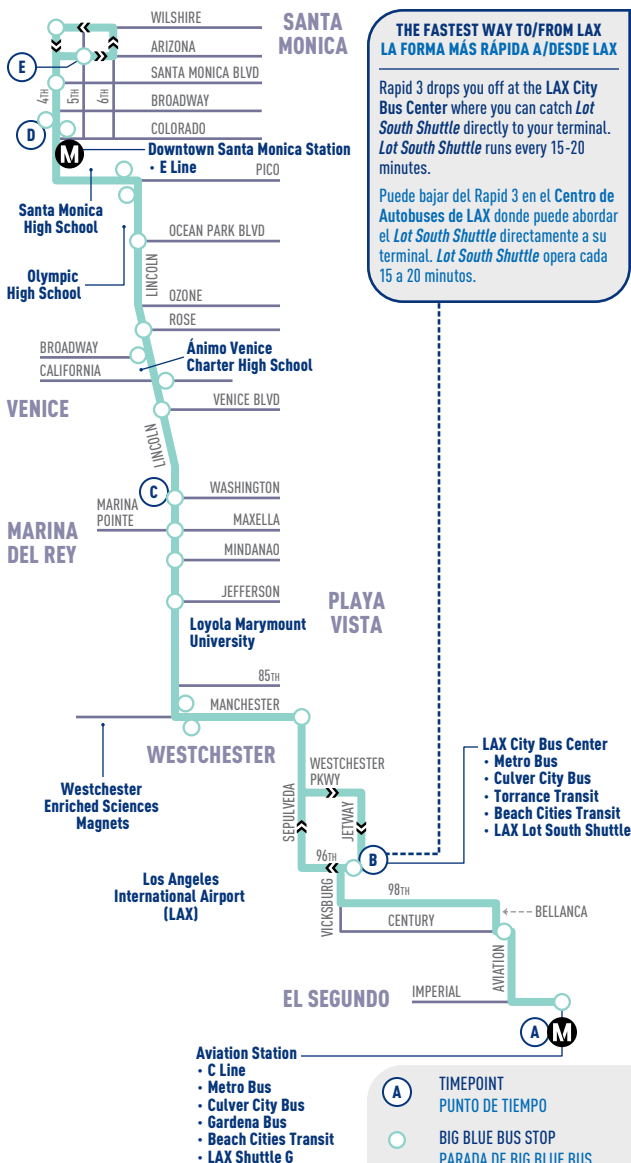 WILSHIRE
SANTA
MONICA
ARIZONA
E
SANTA MONICA BLVD
4TH
5TH
6TH
BROADWAY
D
COLORADO
M
Downtown Santa Monica Station
• E Line
PICO
Santa Monica
High School
OCEAN PARK BLVD
LINCOLN
Olympic
High School
OZONE
ROSE
BROADWAY
Ánimo Venice
Charter High School
CALIFORNIA
VENICE
VENICE BLVD
LINCOLN
C
WASHINGTON
MARINA
POINTE
MAXELLA
MARINA
DEL REY
MINDANAO
JEFFERSON
PLAYA
VISTA
Loyola Marymount
University
85TH
MANCHESTER
WESTCHESTER
Westchester
Enriched Sciences
Magnets
WESTCHESTER
PKWY
SEPULVEDA
JETWAY
96TH
B
Los Angeles
International Airport
(LAX)
VICKSBURG
98TH
CENTURY
BELLANCA
AVIATION
EL SEGUNDO
IMPERIAL
A
M
Aviation Station
• C Line
• Metro Bus
• Culver City Bus
• Gardena Bus
• Beach Cities Transit
• LAX Shuttle G
THE FASTEST WAY TO/FROM LAX
LA FORMA MÁS RÁPIDA A/DESDE LAX
Rapid 3 drops you off at the LAX City
Bus Center where you can catch Lot
South Shuttle directly to your terminal.
Lot South Shuttle runs every 15-20
minutes.
Puede bajar del Rapid 3 en el Centro de
Autobuses de LAX donde puede abordar
el Lot South Shuttle directamente a su
terminal. Lot South Shuttle opera cada
15 a 20 minutos.
LAX City Bus Center
• Metro Bus
• Culver City Bus
• Torrance Transit
• Beach Cities Transit
• LAX Lot South Shuttle
A
TIMEPOINT
PUNTO DE TIEMPO
BIG BLUE BUS STOP
PARADA DE BIG BLUE BUS